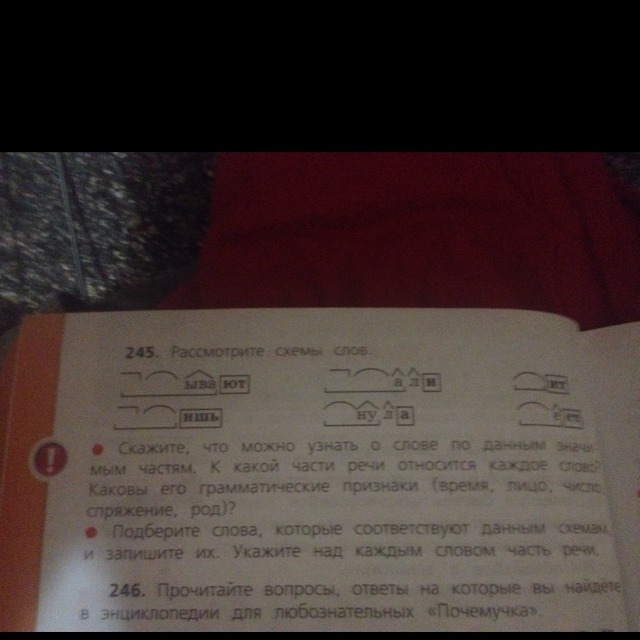 245. Рассмотрите схемы слов.
ыва ют а л и ит
ишь ну л а ет
! • Скажите, что можно узнать о слове по данным значи-
мым частям. К какой части речи относится каждое слово?
Каковы его грамматические признаки (время, лицо, число,
спряжение, род)?
• Подберите слова, которые соответствуют данным схемам,
и запишите их. Укажите над каждым словом часть речи.
246. Прочитайте вопросы, ответы на которые вы найдёте
в энциклопедии для любознательных «Почемучка».